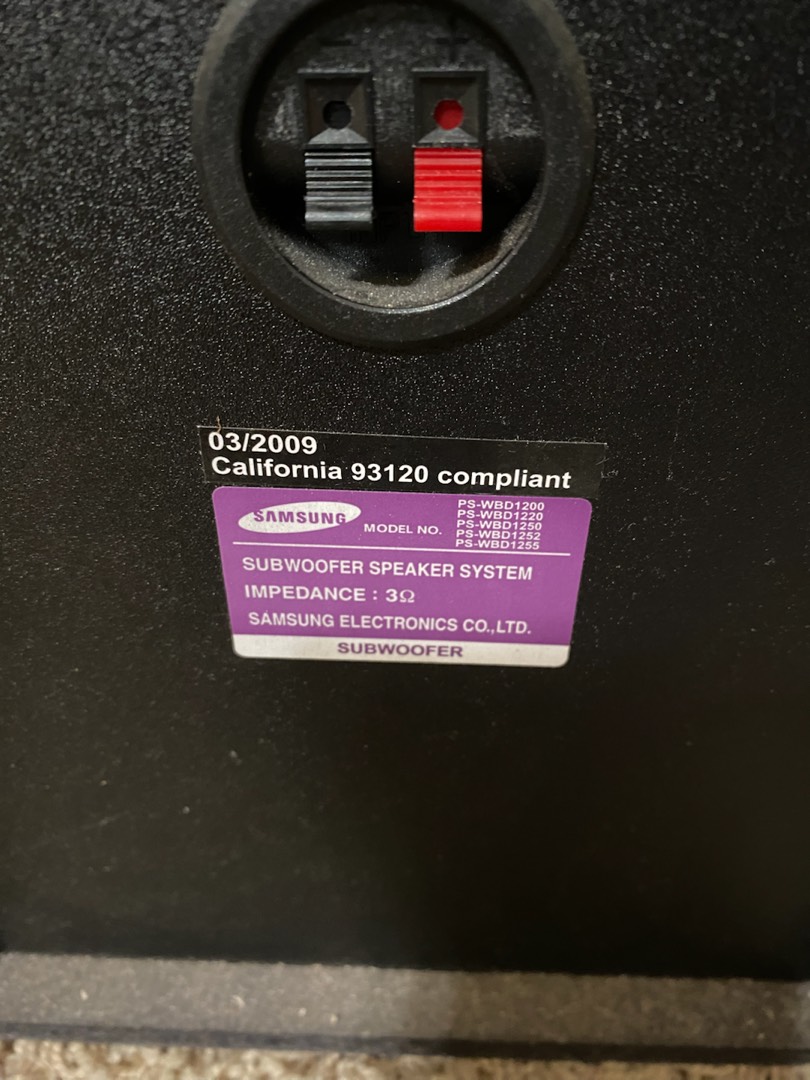 - +
03/2009
California 93120 compliant
SAMSUNG MODEL NO. PS-WBD1200
PS-WBD1220
PS-WBD1250
PS-WBD1252
PS-WBD1255
SUBWOOFER SPEAKER SYSTEM
IMPEDANCE : 3Ω
SAMSUNG ELECTRONICS CO.,LTD.
SUBWOOFER